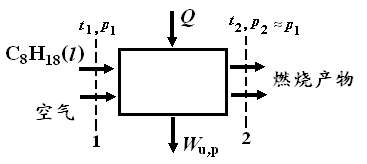 t₁, p₁
Q
t₂, p₂ ≈ p₁
C₈H₁₈(l)
空气
燃烧产物
1
W_u,p
2